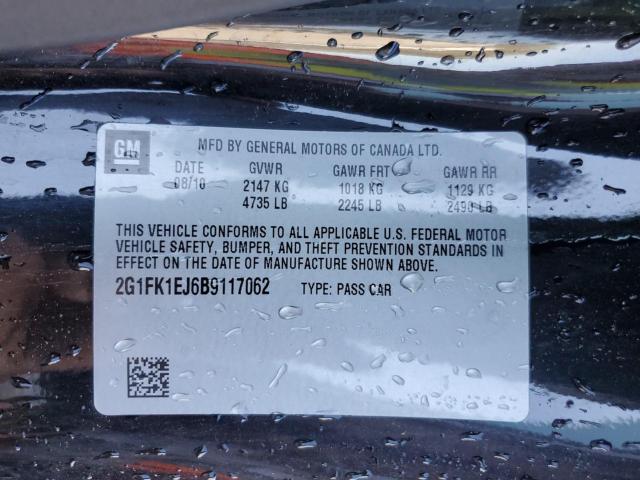 GM
MFD BY GENERAL MOTORS OF CANADA LTD.
DATE GVWR GAWR FRT GAWR RR
08/10 2147 KG 1018 KG 1129 KG
4735 LB 2245 LB 2490 LB
THIS VEHICLE CONFORMS TO ALL APPLICABLE U.S. FEDERAL MOTOR
VEHICLE SAFETY, BUMPER, AND THEFT PREVENTION STANDARDS IN
EFFECT ON THE DATE OF MANUFACTURE SHOWN ABOVE.
2G1FK1EJ6B9117062 TYPE: PASS CAR